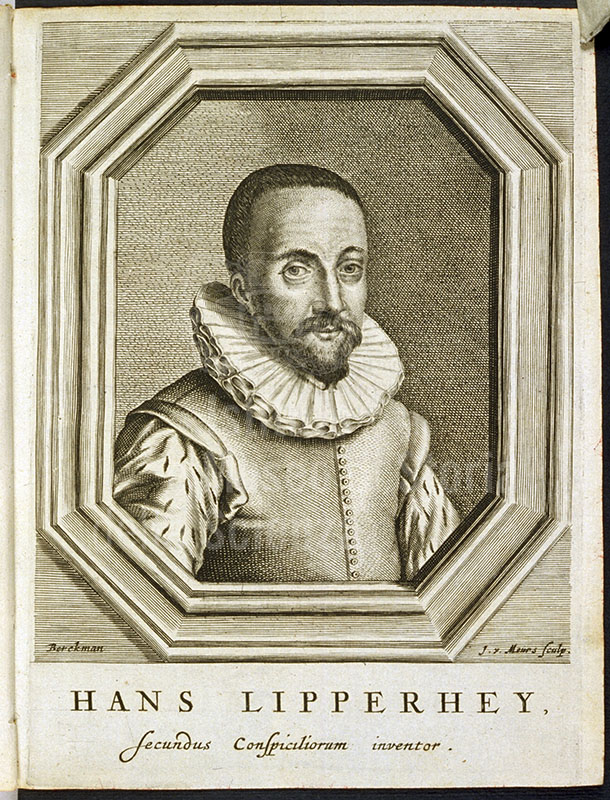 Berckman
J. v. Meurs ſculp.
HANS LIPPERHEY,
ſecundus Conſpiciliorum inventor.